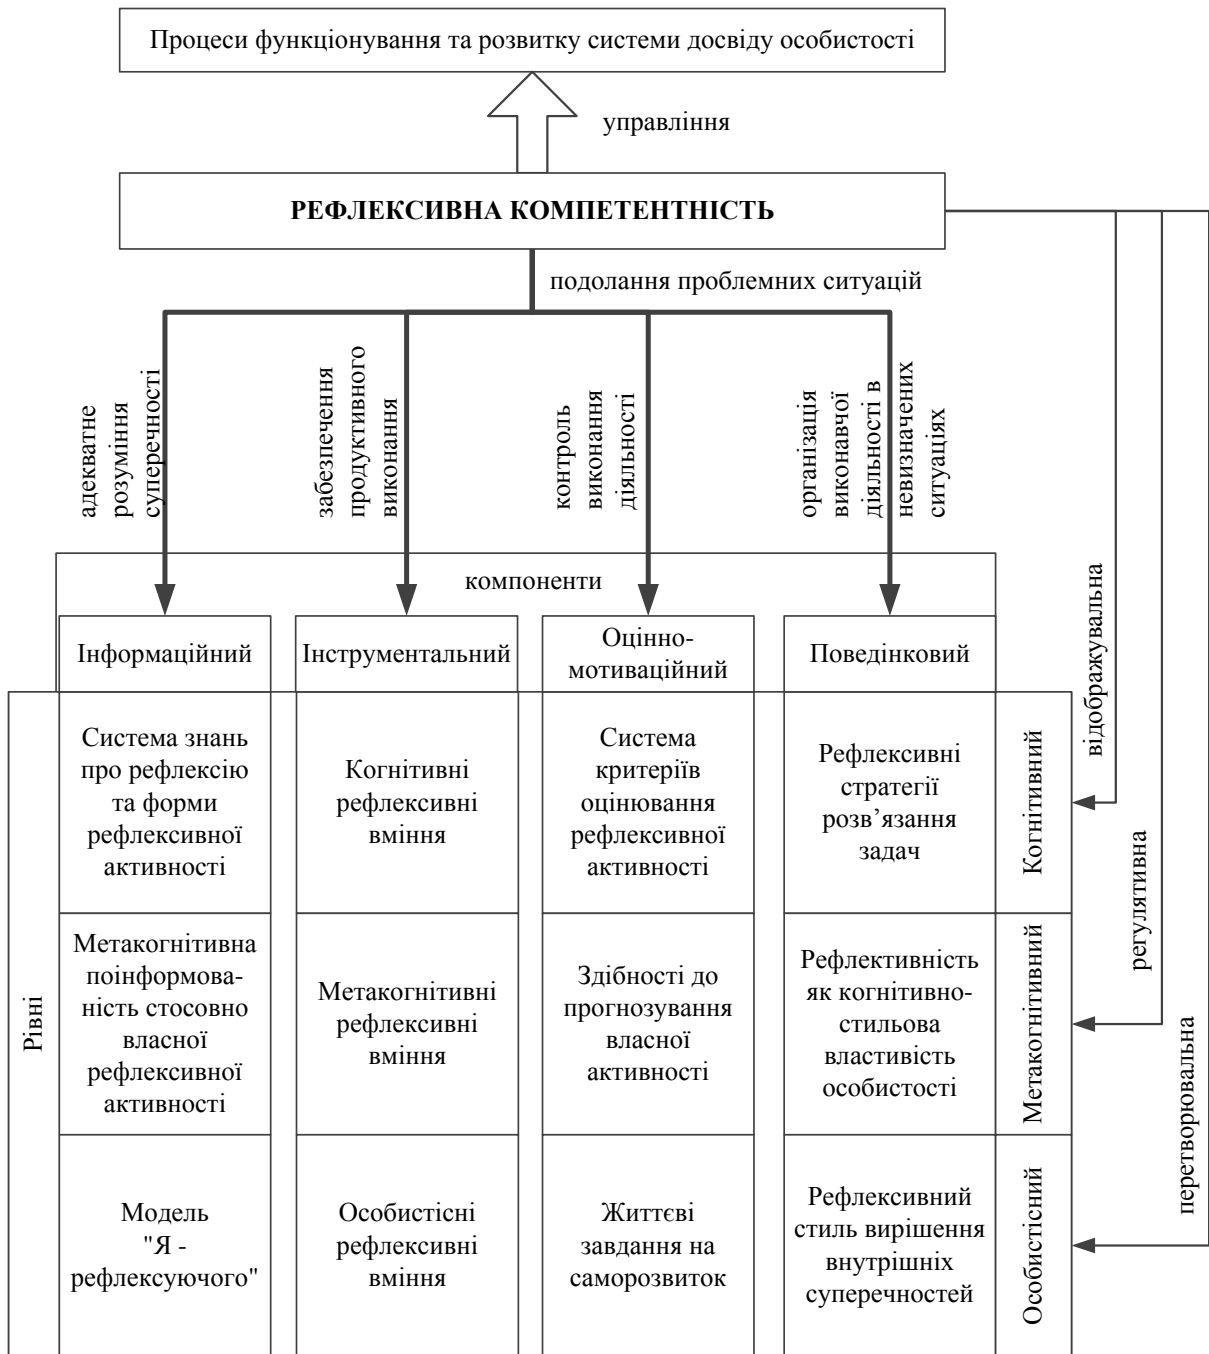 Процеси функціонування та розвитку системи досвіду особистості
управління
РЕФЛЕКСИВНА КОМПЕТЕНТНІСТЬ
подолання проблемних ситуацій
адекватне
розуміння
суперечності
забезпечення
продуктивного
виконання
контроль
виконання
діяльності
організація
виконавчої
діяльності в
невизначених
ситуаціях
компоненти
Інформаційний
Інструментальний
Оцінно-
мотиваційний
Поведінковий
Рівні
Система знань
про рефлексію
та форми
рефлексивної
активності
Когнітивні
рефлексивні
вміння
Система
критеріїв
оцінювання
рефлексивної
активності
Рефлексивні
стратегії
розв’язання
задач
Когнітивний
відображувальна
Метакогнітивна
поінформова-
ність стосовно
власної
рефлексивної
активності
Метакогнітивні
рефлексивні
вміння
Здібності до
прогнозування
власної
активності
Рефлективність
як когнітивно-
стильова
властивість
особистості
Метакогнітивний
регулятивна
Модель
"Я -
рефлексуючого"
Особистісні
рефлексивні
вміння
Життєві
завдання на
саморозвиток
Рефлексивний
стиль вирішення
внутрішніх
суперечностей
Особистісний
перетворювальна